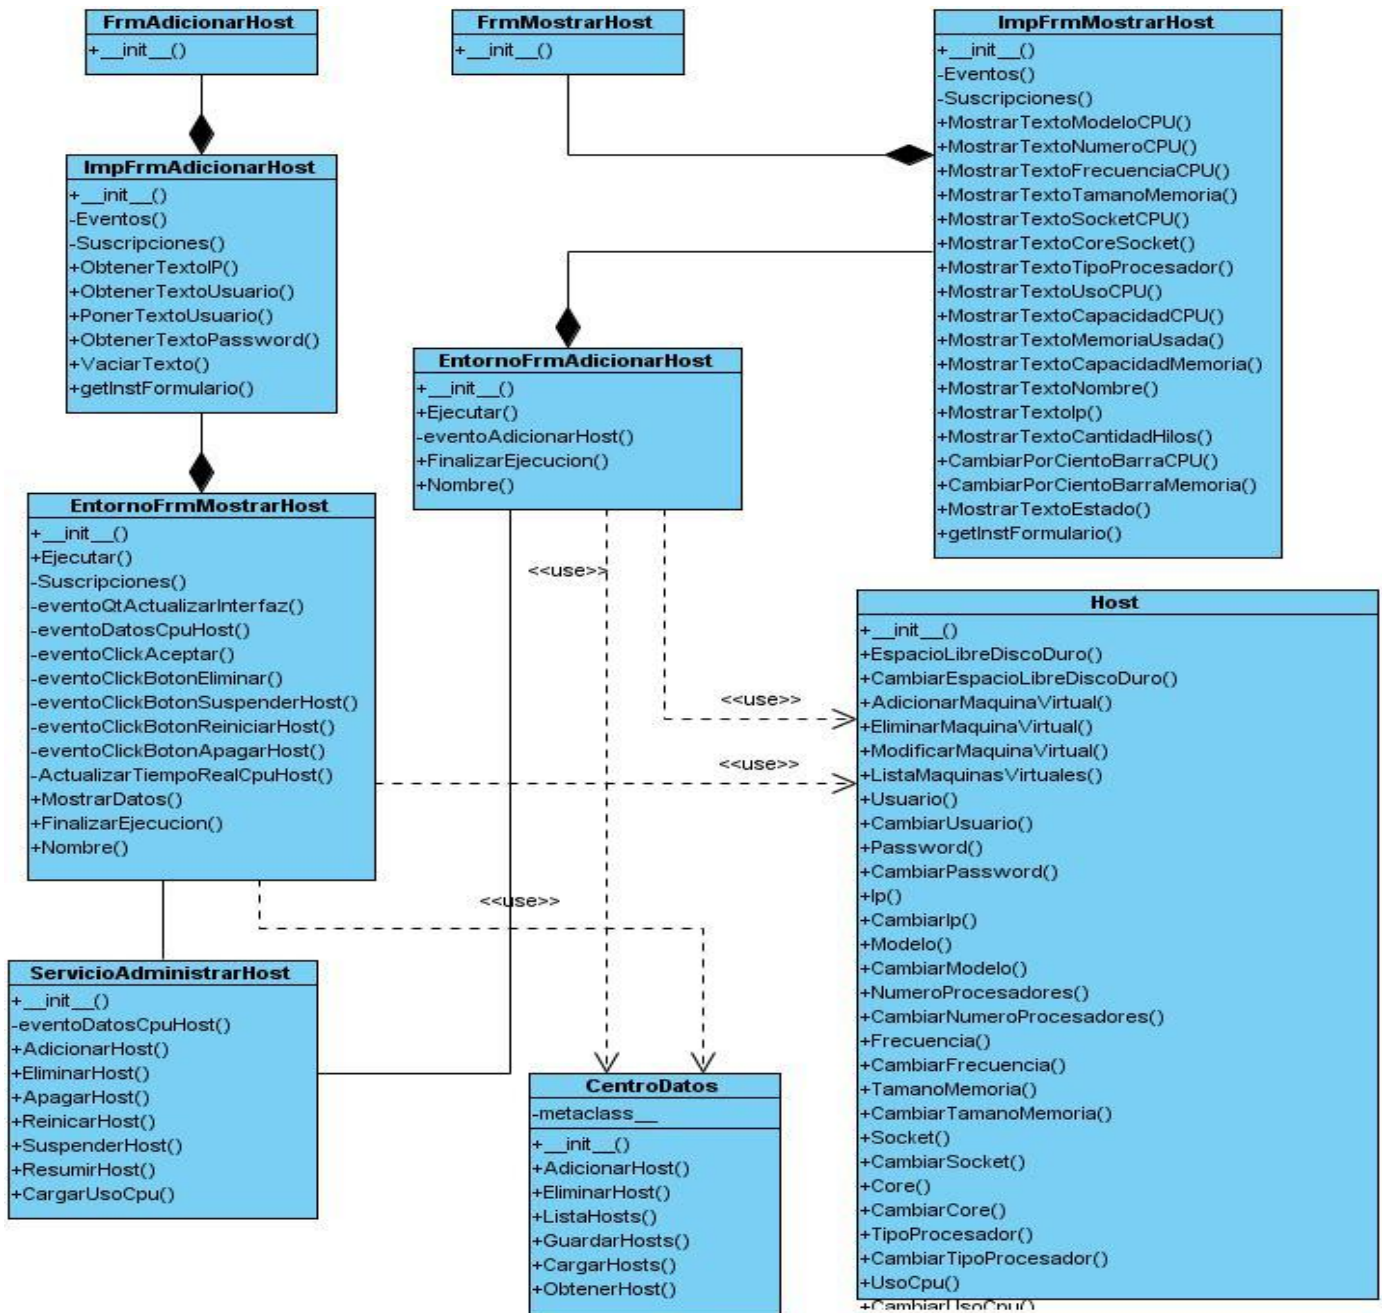 FrmAdicionarHost
+__init__()
FrmMostrarHost
+__init__()
ImpFrmMostrarHost
+__init__()
-Eventos()
-Suscripciones()
+MostrarTextoModeloCPU()
+MostrarTextoNumeroCPU()
+MostrarTextoFrecuenciaCPU()
+MostrarTextoTamanoMemoria()
+MostrarTextoSocketCPU()
+MostrarTextoCoreSocket()
+MostrarTextoTipoProcesador()
+MostrarTextoUsoCPU()
+MostrarTextoCapacidadCPU()
+MostrarTextoMemoriaUsada()
+MostrarTextoCapacidadMemoria()
+MostrarTextoNombre()
+MostrarTextoIp()
+MostrarTextoCantidadHilos()
+CambiarPorCientoBarraCPU()
+CambiarPorCientoBarraMemoria()
+MostrarTextoEstado()
+getInstFormulario()
ImpFrmAdicionarHost
+__init__()
-Eventos()
-Suscripciones()
+ObtenerTextoIP()
+ObtenerTextoUsuario()
+PonerTextoUsuario()
+ObtenerTextoPassword()
+VaciarTexto()
+getInstFormulario()
EntornoFrmAdicionarHost
+__init__()
+Ejecutar()
-eventoAdicionarHost()
+FinalizarEjecucion()
+Nombre()
EntornoFrmMostrarHost
+__init__()
+Ejecutar()
-Suscripciones()
-eventoQtActualizarInterfaz()
-eventoDatosCpuHost()
-eventoClickAceptar()
-eventoClickBotonEliminar()
-eventoClickBotonSuspenderHost()
-eventoClickBotonReiniciarHost()
-eventoClickBotonApagarHost()
-ActualizarTiempoRealCpuHost()
+MostrarDatos()
+FinalizarEjecucion()
+Nombre()
<<use>>
<<use>>
<<use>>
<<use>>
Host
+__init__()
+EspacioLibreDiscoDuro()
+CambiarEspacioLibreDiscoDuro()
+AdicionarMaquinaVirtual()
+EliminarMaquinaVirtual()
+ModificarMaquinaVirtual()
+ListaMaquinasVirtuales()
+Usuario()
+CambiarUsuario()
+Password()
+CambiarPassword()
+Ip()
+CambiarIp()
+Modelo()
+CambiarModelo()
+NumeroProcesadores()
+CambiarNumeroProcesadores()
+Frecuencia()
+CambiarFrecuencia()
+TamanoMemoria()
+CambiarTamanoMemoria()
+Socket()
+CambiarSocket()
+Core()
+CambiarCore()
+TipoProcesador()
+CambiarTipoProcesador()
+UsoCpu()
+CambiarUsoCpu()
ServicioAdministrarHost
+__init__()
-eventoDatosCpuHost()
+AdicionarHost()
+EliminarHost()
+ApagarHost()
+ReinicarHost()
+SuspenderHost()
+ResumirHost()
+CargarUsoCpu()
CentroDatos
-metaclass__
+__init__()
+AdicionarHost()
+EliminarHost()
+ListaHosts()
+GuardarHosts()
+CargarHosts()
+ObtenerHost()